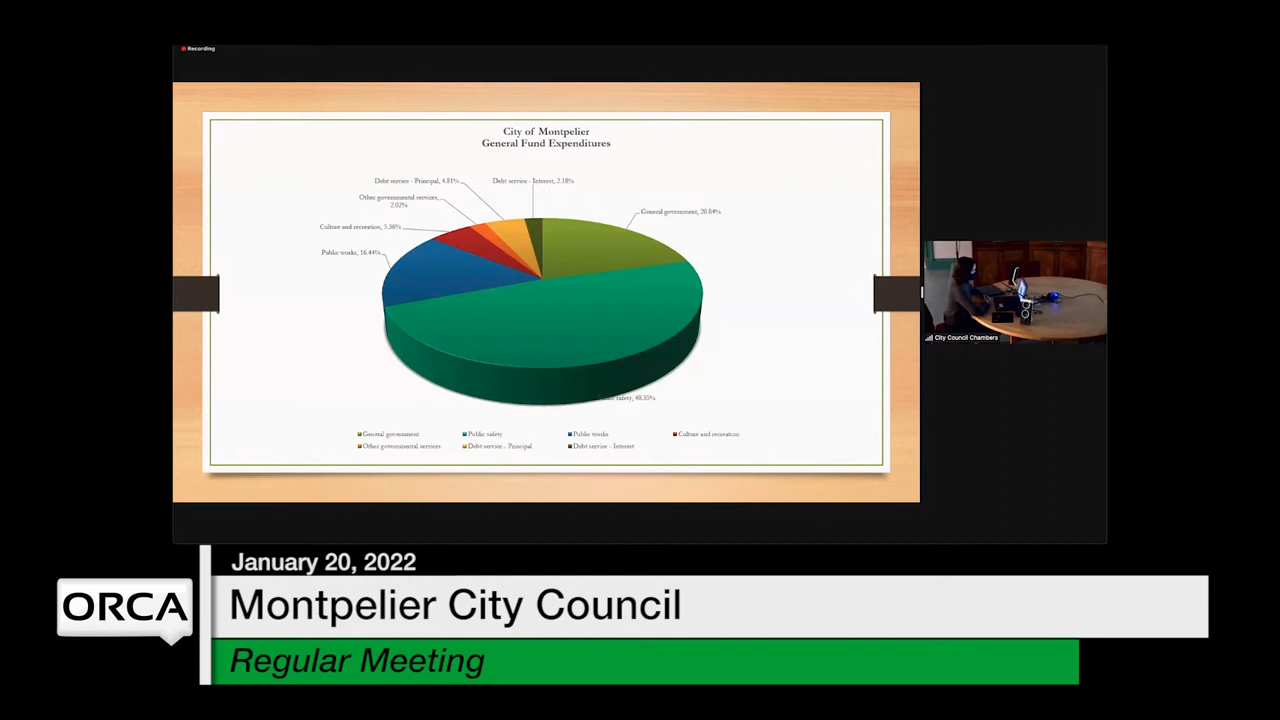 Recording
City of Montpelier
General Fund Expenditures
Debt service - Principal, 4.81%
Debt service - Interest, 2.18%
Other governmental services,
2.02%
General government, 20.84%
Culture and recreation, 5.36%
Public works, 16.44%
safety, 48.35%
General government
Public safety
Public works
Culture and recreation
Other governmental services
Debt service - Principal
Debt service - Interest
City Council Chambers
January 20, 2022
ORCA
Montpelier City Council
Regular Meeting